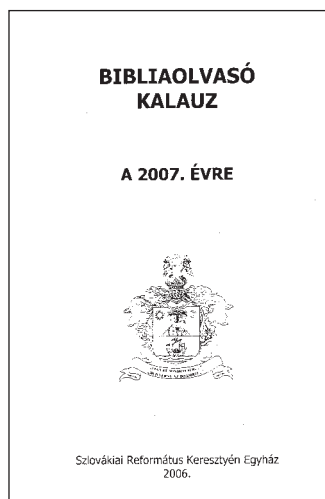 BIBLIAOLVASÓ
KALAUZ
A 2007. ÉVRE
Szlovákiai Református Keresztyén Egyház
2006.